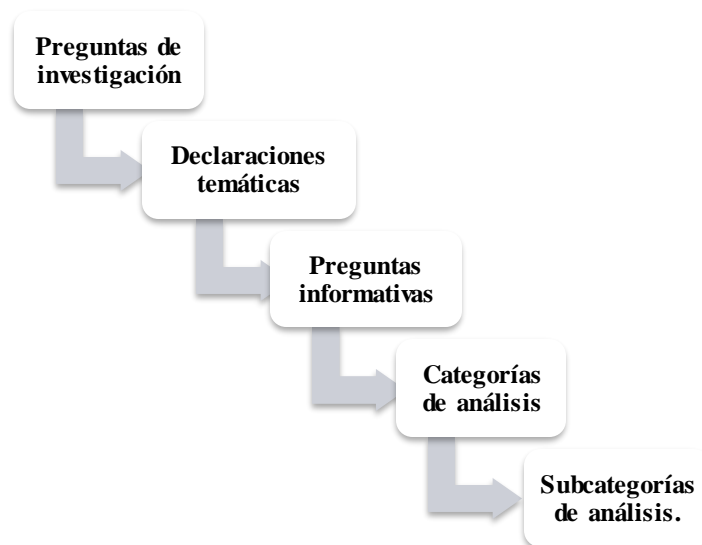 Preguntas de
investigación
Declaraciones
temáticas
Preguntas
informativas
Categorías
de análisis
Subcategorías
de análisis.